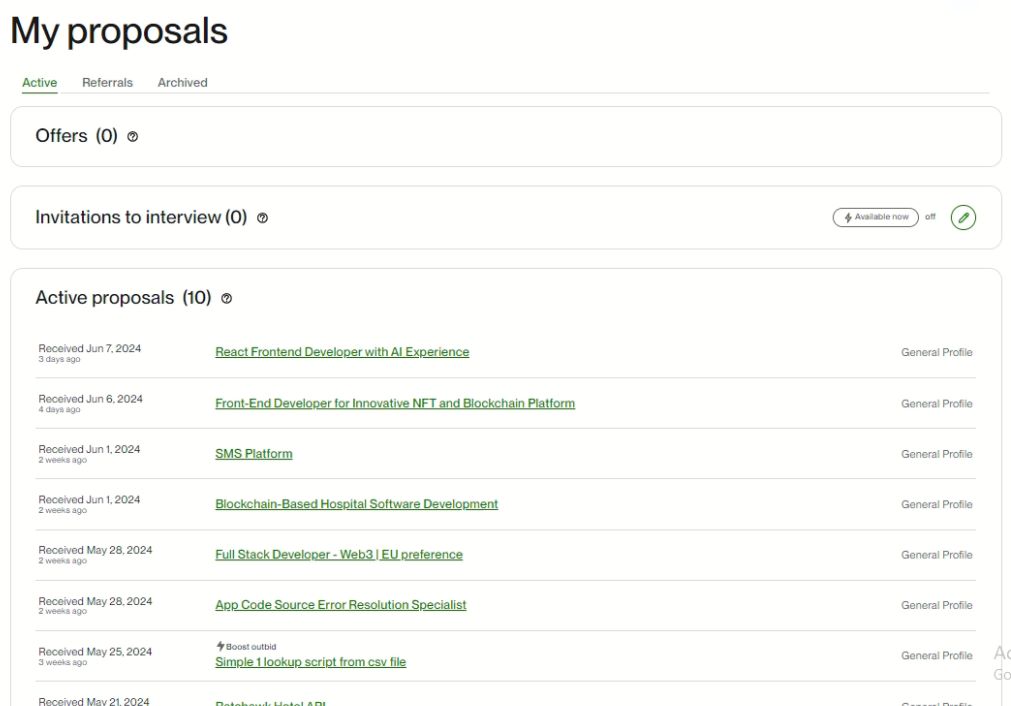 My proposals
Active Referrals Archived
Offers (0)
Invitations to interview (0) Available now off
Active proposals (10)
Received Jun 7, 2024 React Frontend Developer with AI Experience General Profile
3 days ago
Received Jun 6, 2024 Front-End Developer for Innovative NFT and Blockchain Platform General Profile
4 days ago
Received Jun 1, 2024 SMS Platform General Profile
2 weeks ago
Received Jun 1, 2024 Blockchain-Based Hospital Software Development General Profile
2 weeks ago
Received May 28, 2024 Full Stack Developer - Web3 | EU preference General Profile
2 weeks ago
Received May 28, 2024 App Code Source Error Resolution Specialist General Profile
2 weeks ago
Boost outbid
Received May 25, 2024 Simple 1 lookup script from csv file General Profile
3 weeks ago
Received May 21, 2024 Ratehawk Hotel API General Profile
Ac
Go